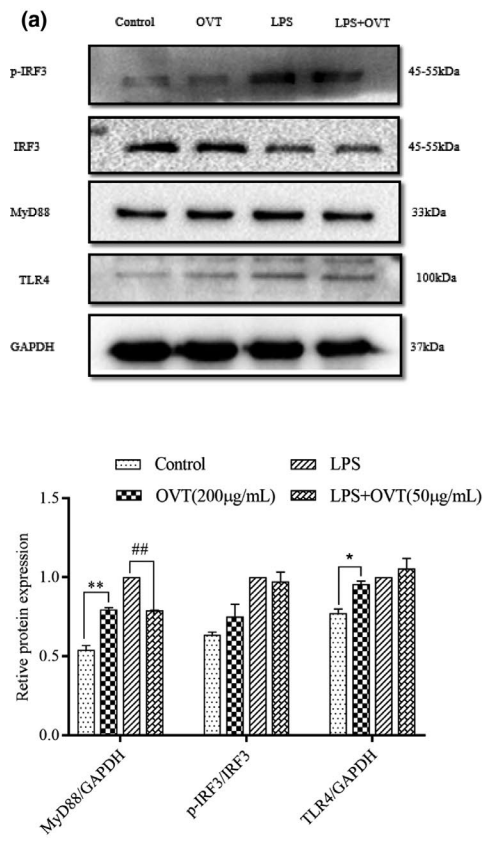 (a)
Control OVT LPS LPS+OVT
p-IRF3 45-55kDa
IRF3 45-55kDa
MyD88 33kDa
TLR4 100kDa
GAPDH 37kDa
Control LPS
OVT(200μg/mL) LPS+OVT(50μg/mL)
Retive protein expression
1.5
1.0
0.5
0.0
** ## *
MyD88/GAPDH p-IRF3/IRF3 TLR4/GAPDH